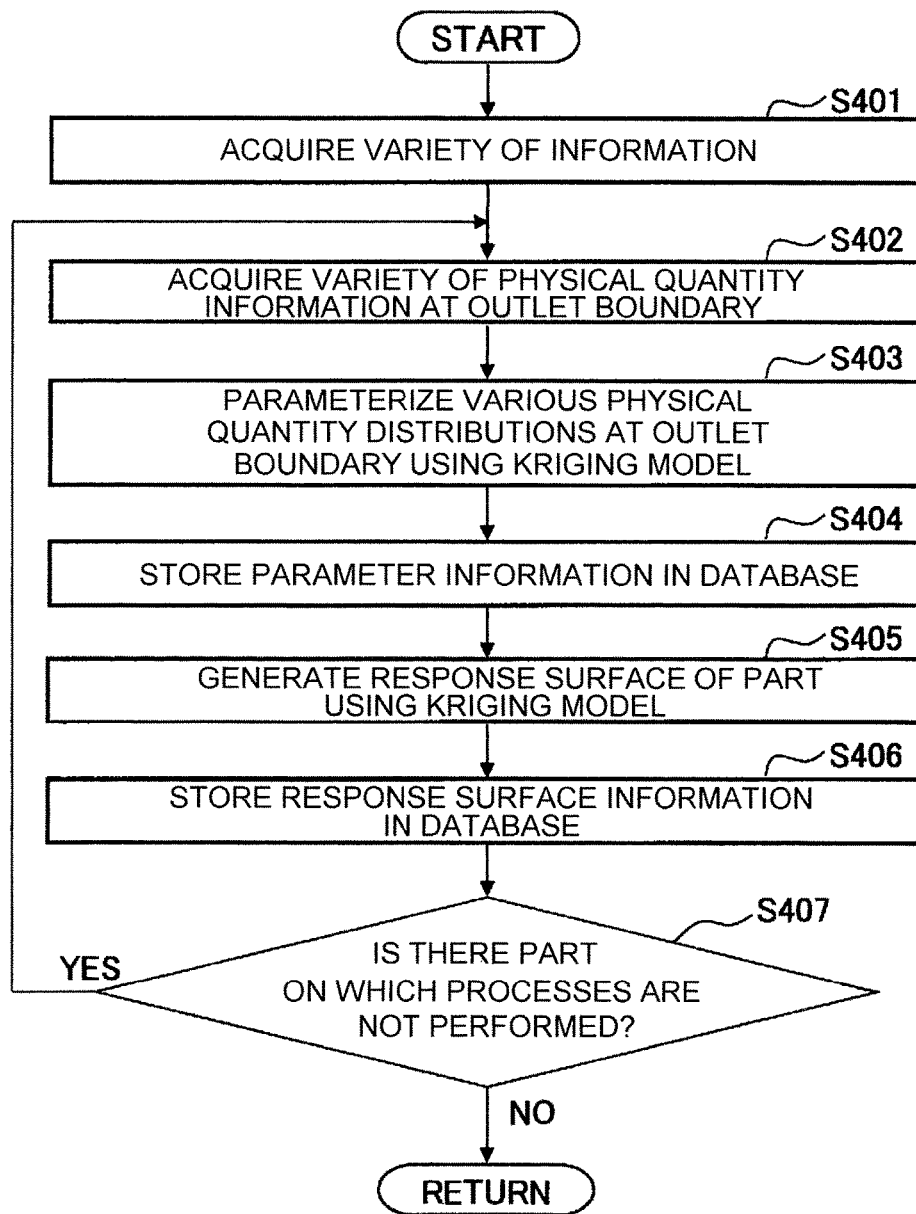 START
S401
ACQUIRE VARIETY OF INFORMATION
S402
ACQUIRE VARIETY OF PHYSICAL QUANTITY
INFORMATION AT OUTLET BOUNDARY
S403
PARAMETERIZE VARIOUS PHYSICAL
QUANTITY DISTRIBUTIONS AT OUTLET
BOUNDARY USING KRIGING MODEL
S404
STORE PARAMETER INFORMATION IN DATABASE
S405
GENERATE RESPONSE SURFACE OF PART
USING KRIGING MODEL
S406
STORE RESPONSE SURFACE INFORMATION
IN DATABASE
S407
IS THERE PART
ON WHICH PROCESSES ARE
NOT PERFORMED?
YES
NO
RETURN